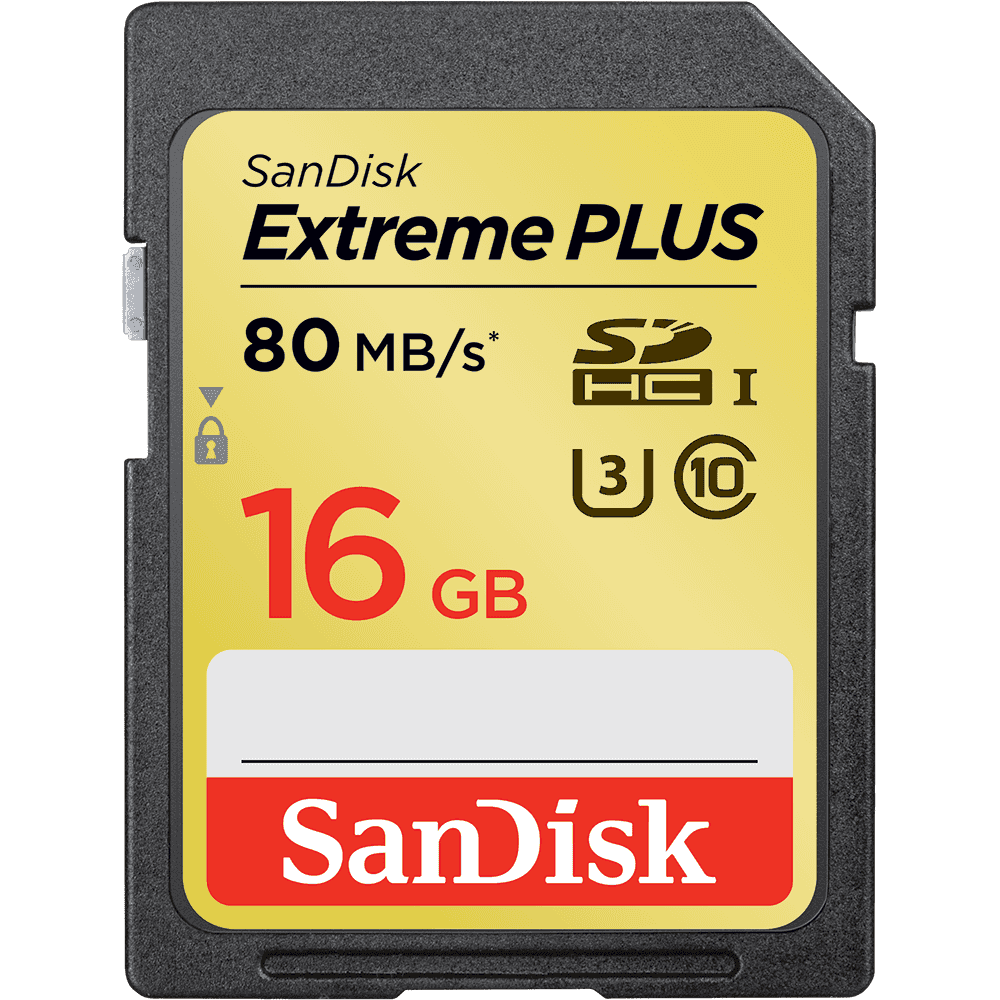 SanDisk
Extreme PLUS
80 MB/s*
SD
HC I
3 10
16 GB
SanDisk